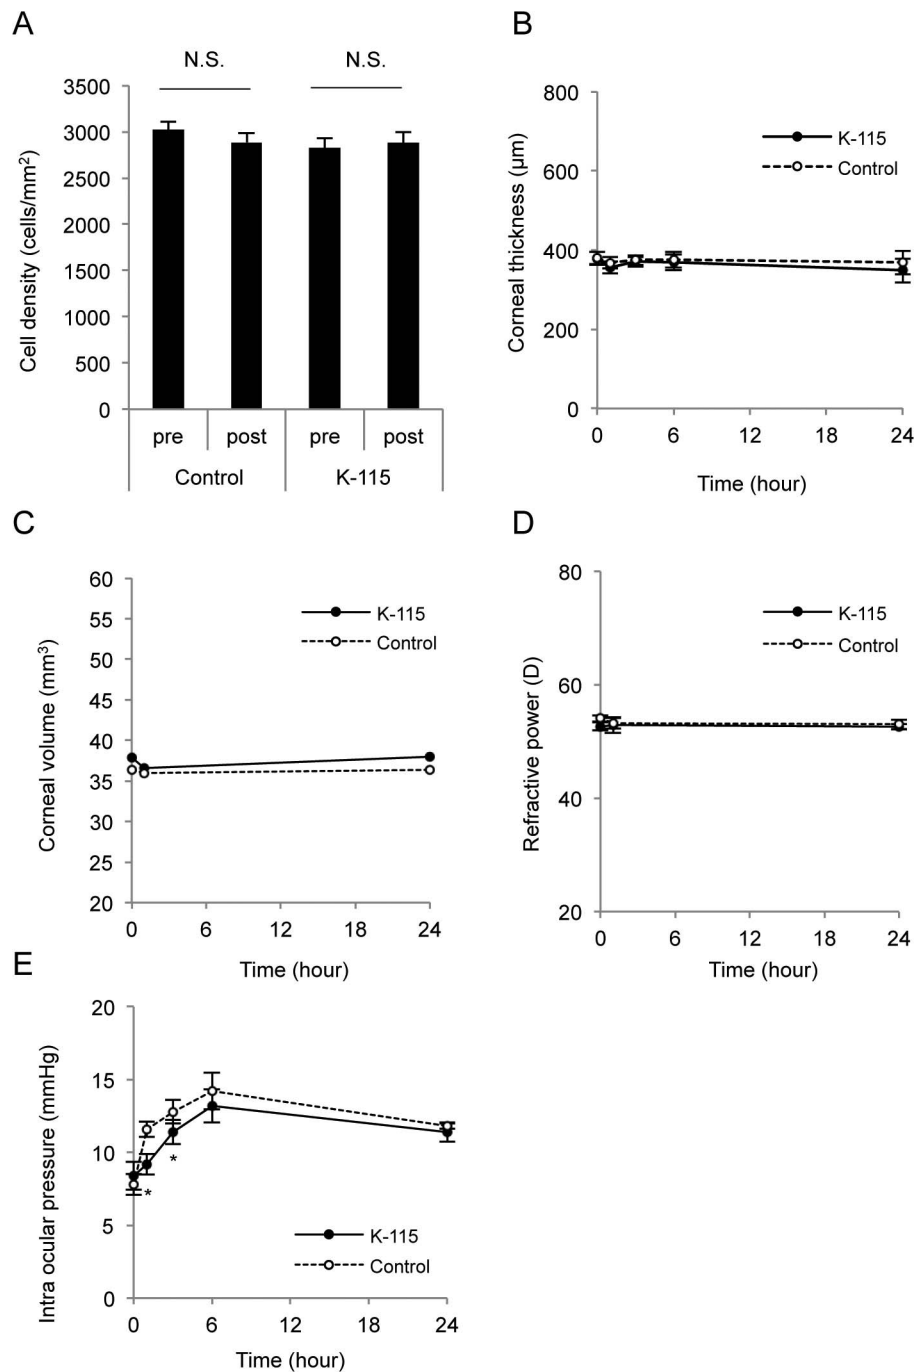 A
N.S. N.S.
Cell density (cells/mm²)
3500
3000
2500
2000
1500
1000
500
0
pre post pre post
Control K-115
B
Corneal thickness (μm)
800
600
400
200
0
K-115
Control
0 6 12 18 24
Time (hour)
C
Corneal volume (mm³)
60
55
50
45
40
35
30
25
20
K-115
Control
0 6 12 18 24
Time (hour)
D
Refractive power (D)
80
60
40
20
K-115
Control
0 6 12 18 24
Time (hour)
E
Intra ocular pressure (mmHg)
20
15
10
5
0
*
*
K-115
Control
0 6 12 18 24
Time (hour)